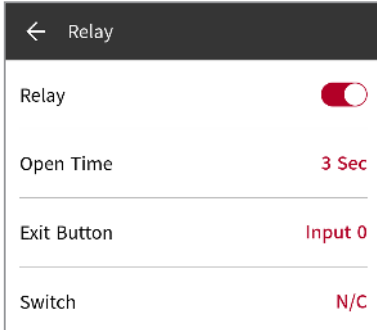 Relay
Relay
Open Time 3 Sec
Exit Button Input 0
Switch N/C